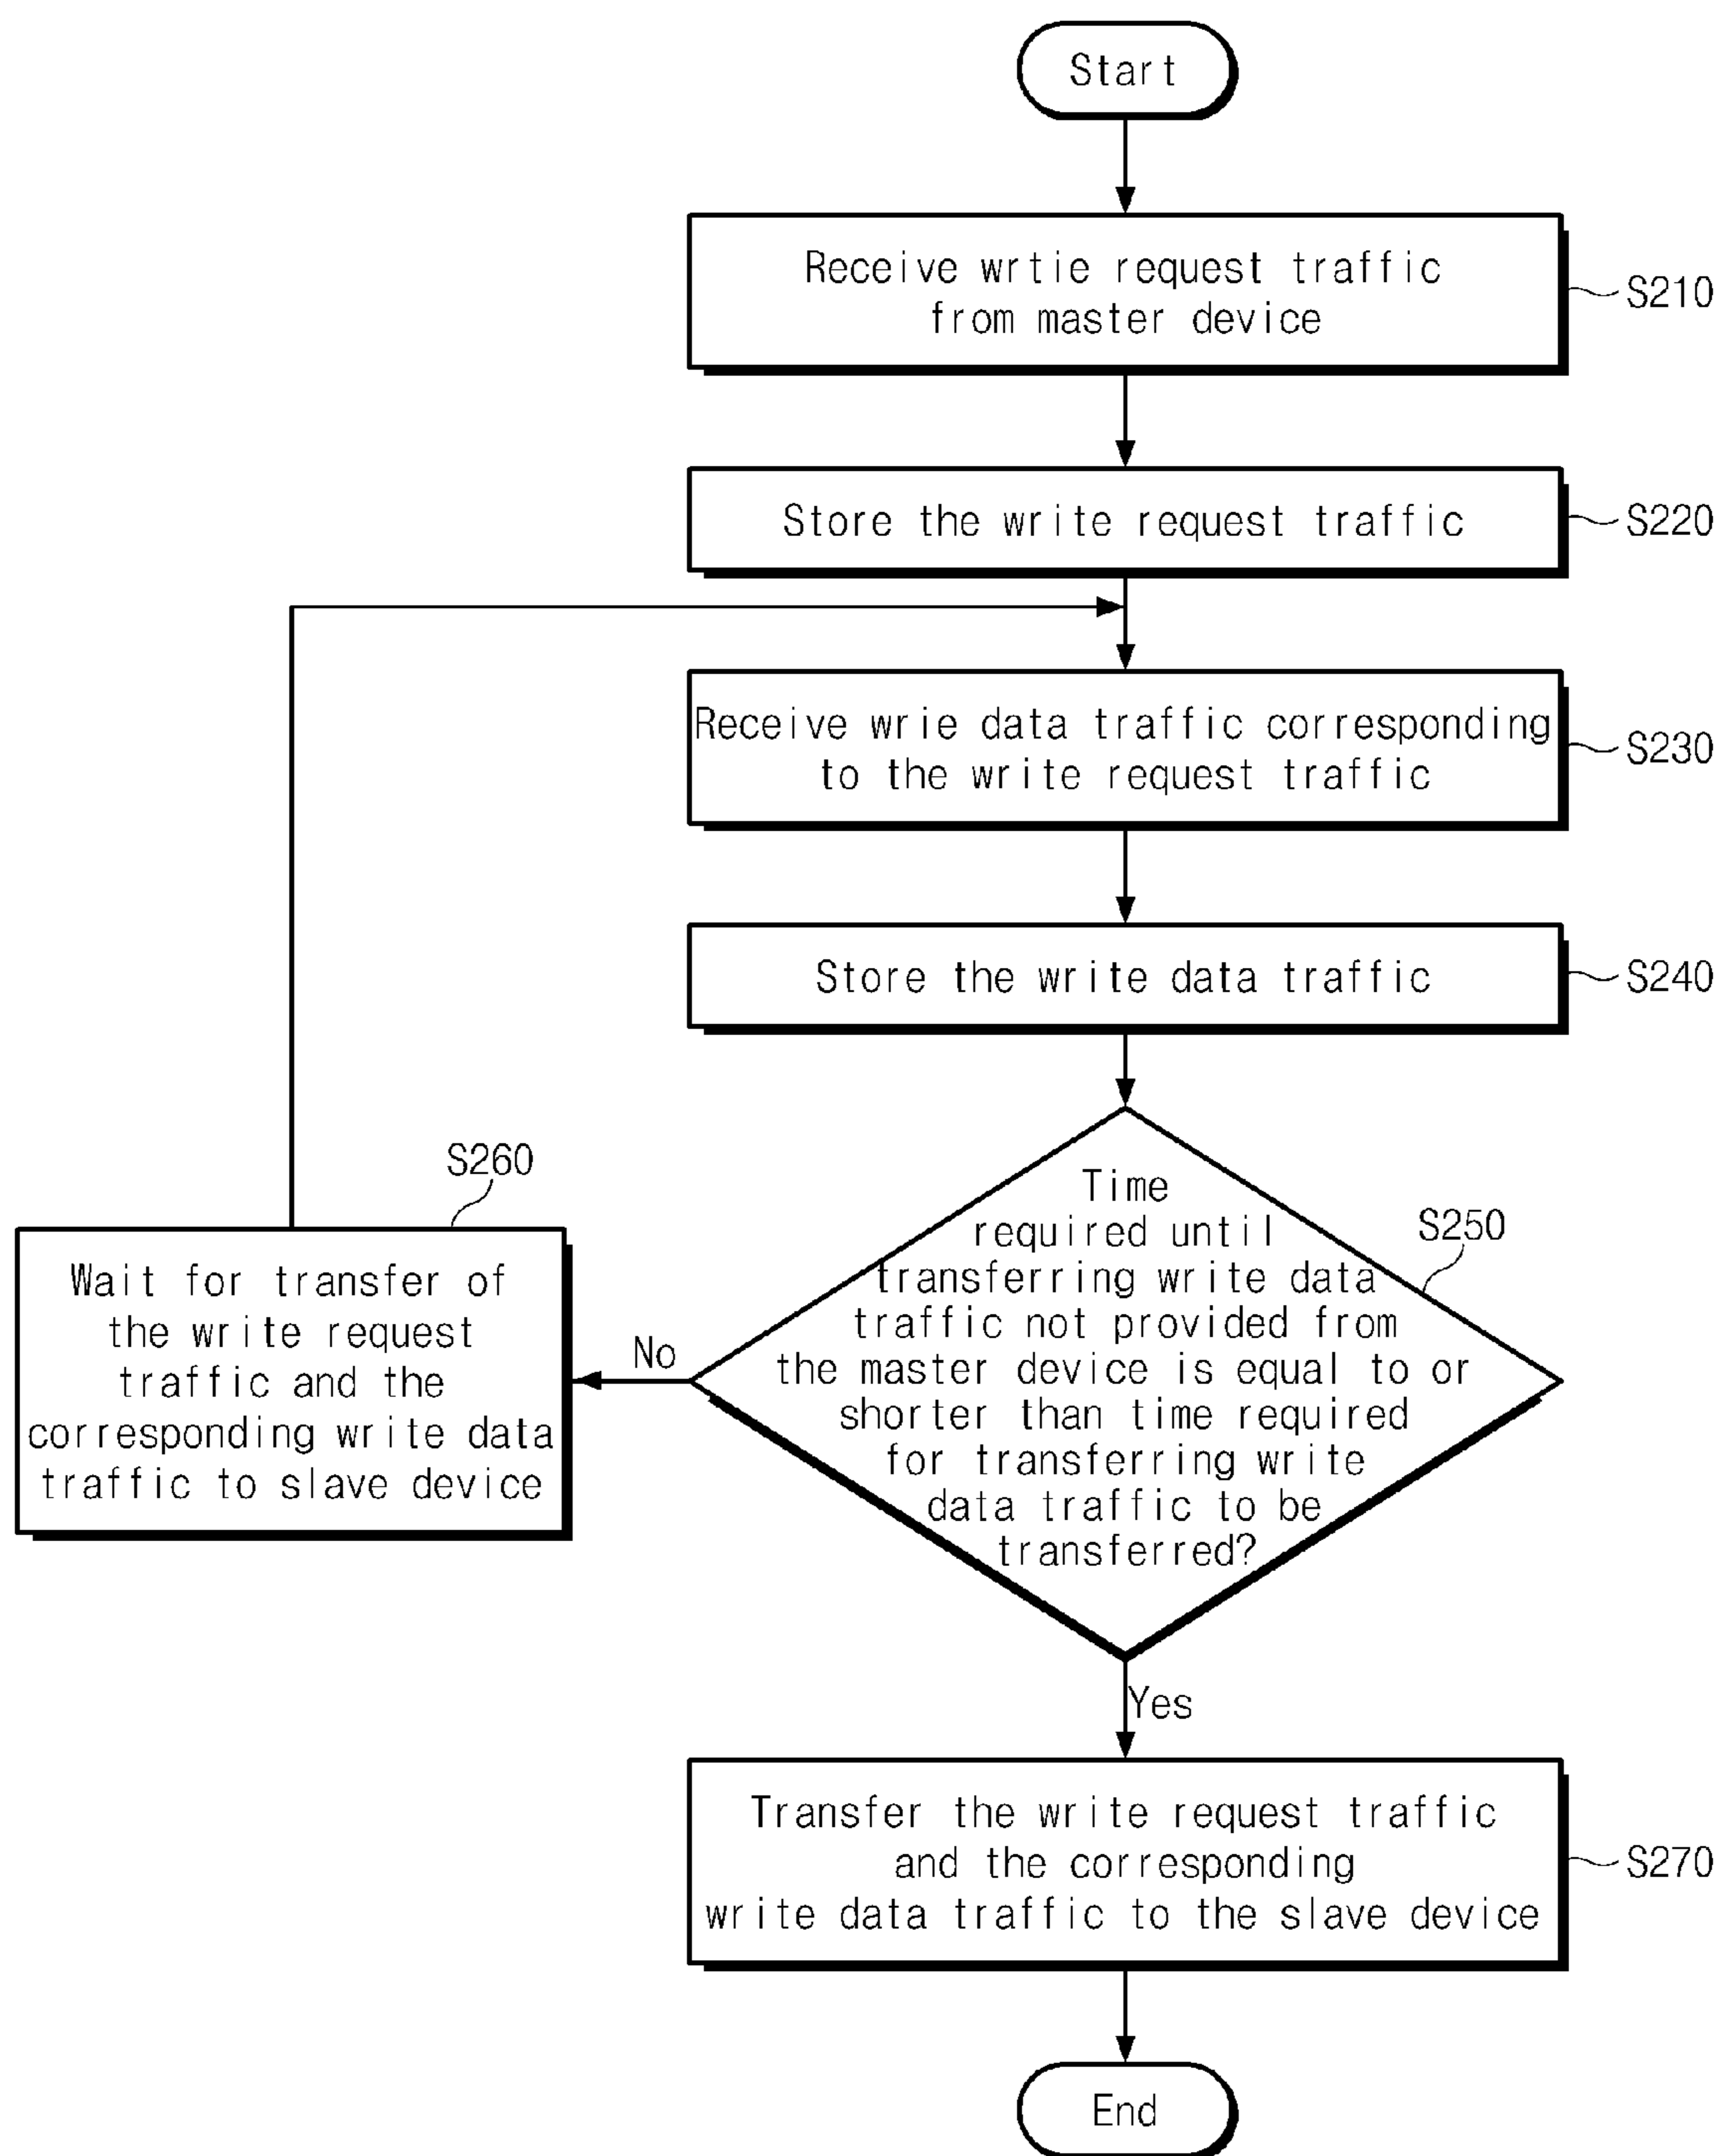 Start
Receive wrtie request traffic
from master device
S210
Store the write request traffic
S220
Receive wrie data traffic corresponding
to the write request traffic
S230
Store the write data traffic
S240
Time
required until
transferring write data
traffic not provided from
the master device is equal to or
shorter than time required
for transferring write
data traffic to be
transferred?
S250
No
S260
Wait for transfer of
the write request
traffic and the
corresponding write data
traffic to slave device
Yes
Transfer the write request traffic
and the corresponding
write data traffic to the slave device
S270
End